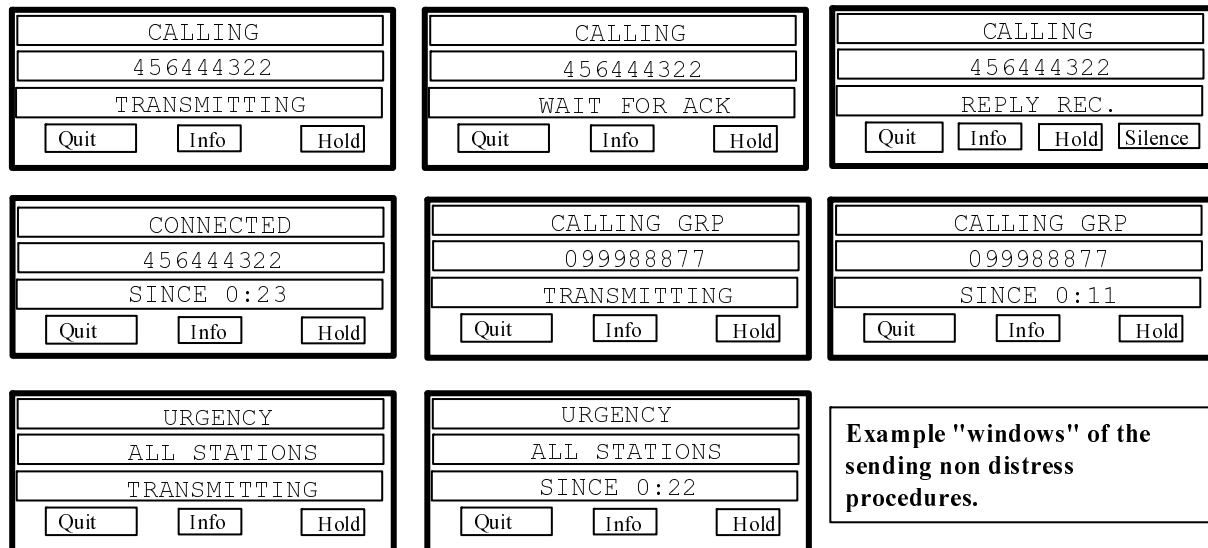 CALLING
456444322
TRANSMITTING
Quit Info Hold
CALLING
456444322
WAIT FOR ACK
Quit Info Hold
CALLING
456444322
REPLY REC.
Quit Info Hold Silence
CONNECTED
456444322
SINCE 0:23
Quit Info Hold
CALLING GRP
099988877
TRANSMITTING
Quit Info Hold
CALLING GRP
099988877
SINCE 0:11
Quit Info Hold
URGENCY
ALL STATIONS
TRANSMITTING
Quit Info Hold
URGENCY
ALL STATIONS
SINCE 0:22
Quit Info Hold
Example "windows" of the
sending non distress
procedures.